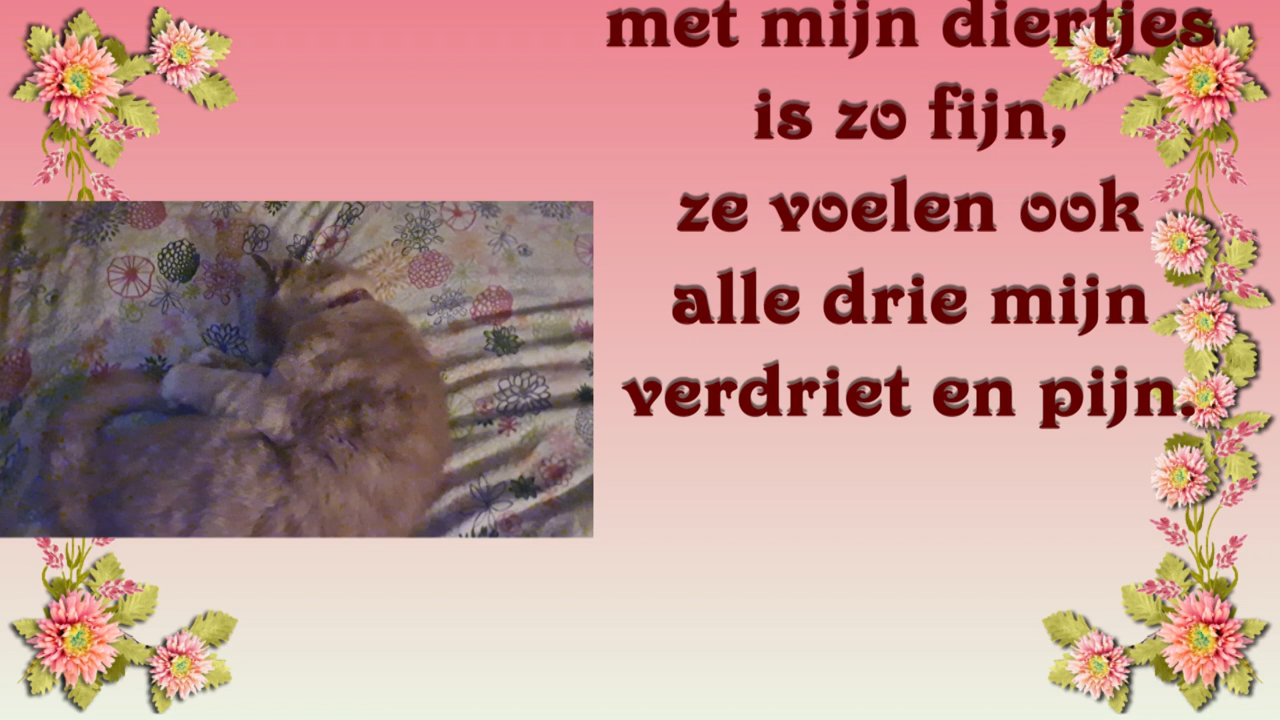 met mijn diertjes
is zo fijn,
ze voelen ook
alle drie mijn
verdriet en pijn.